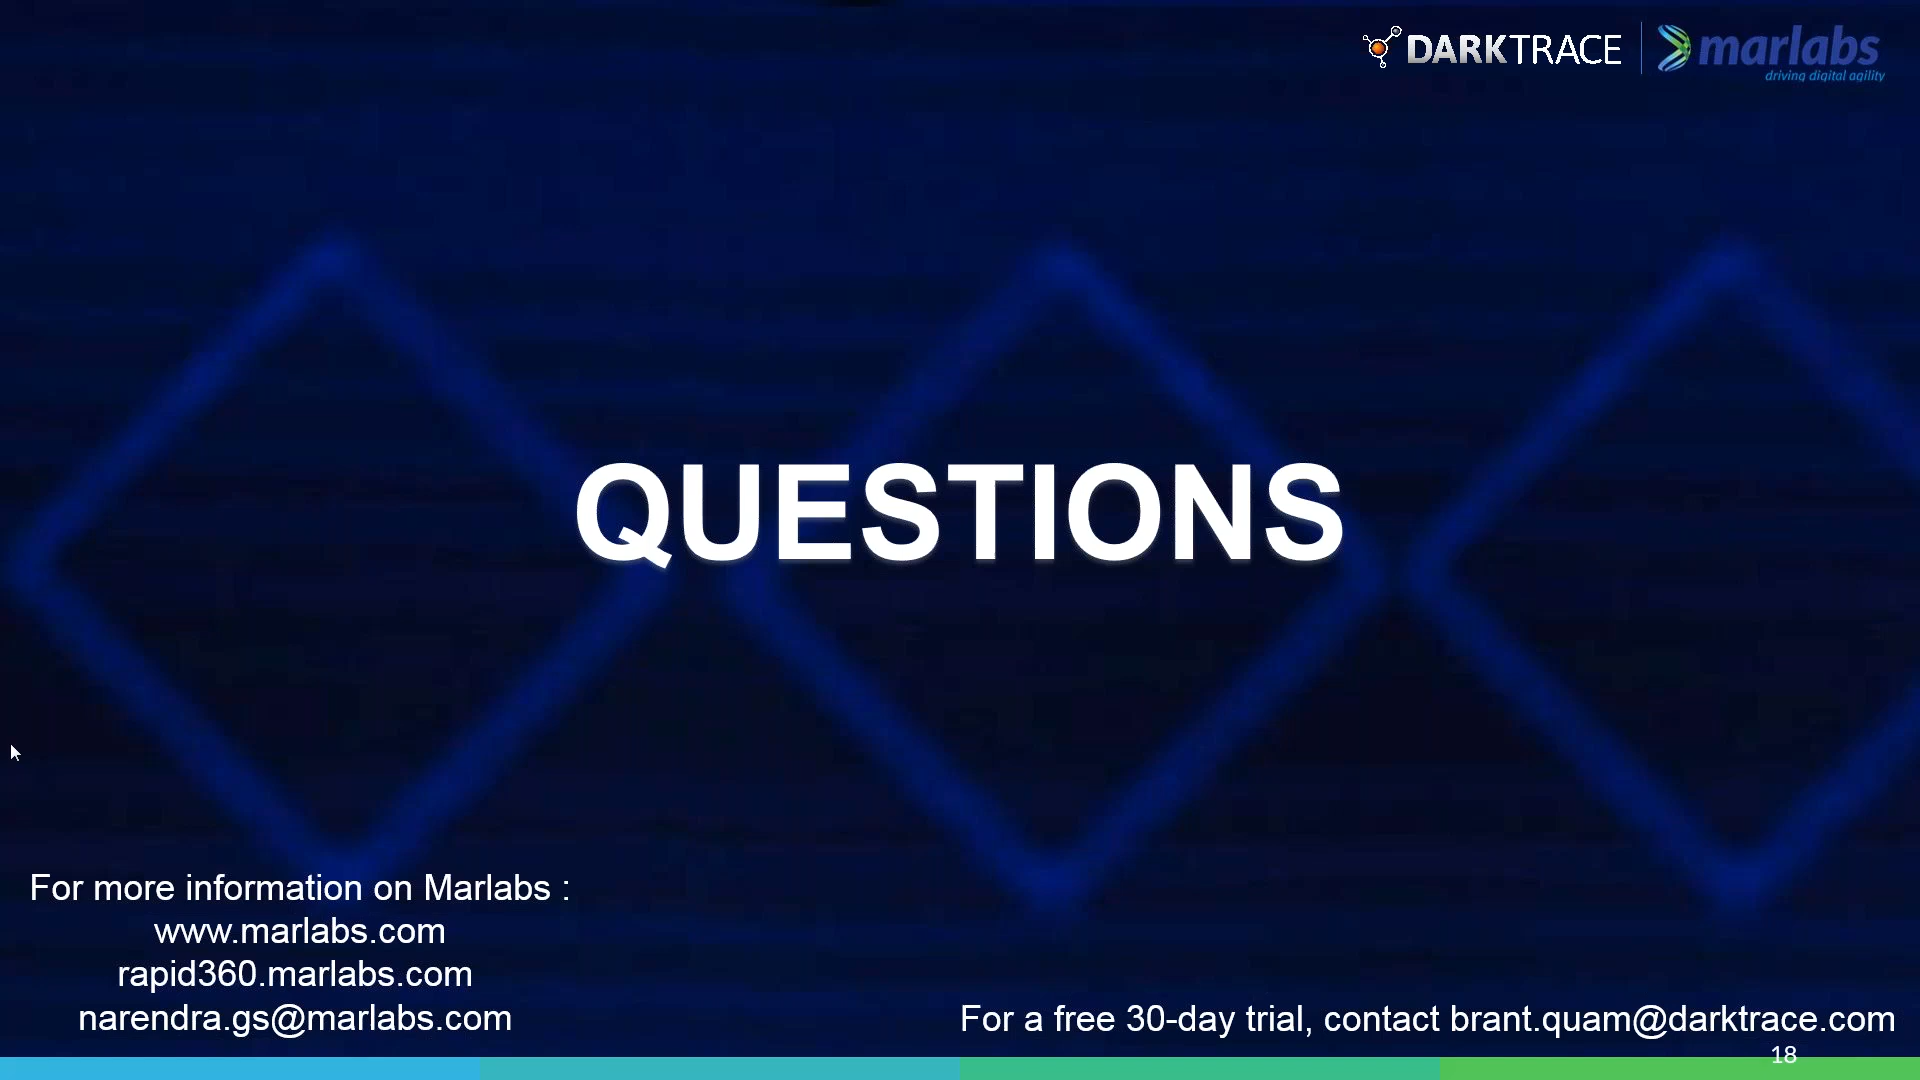 DARKTRACE
marlabs
driving digital agility
QUESTIONS
For more information on Marlabs :
www.marlabs.com
rapid360.marlabs.com
narendra.gs@marlabs.com
For a free 30-day trial, contact brant.quam@darktrace.com
18